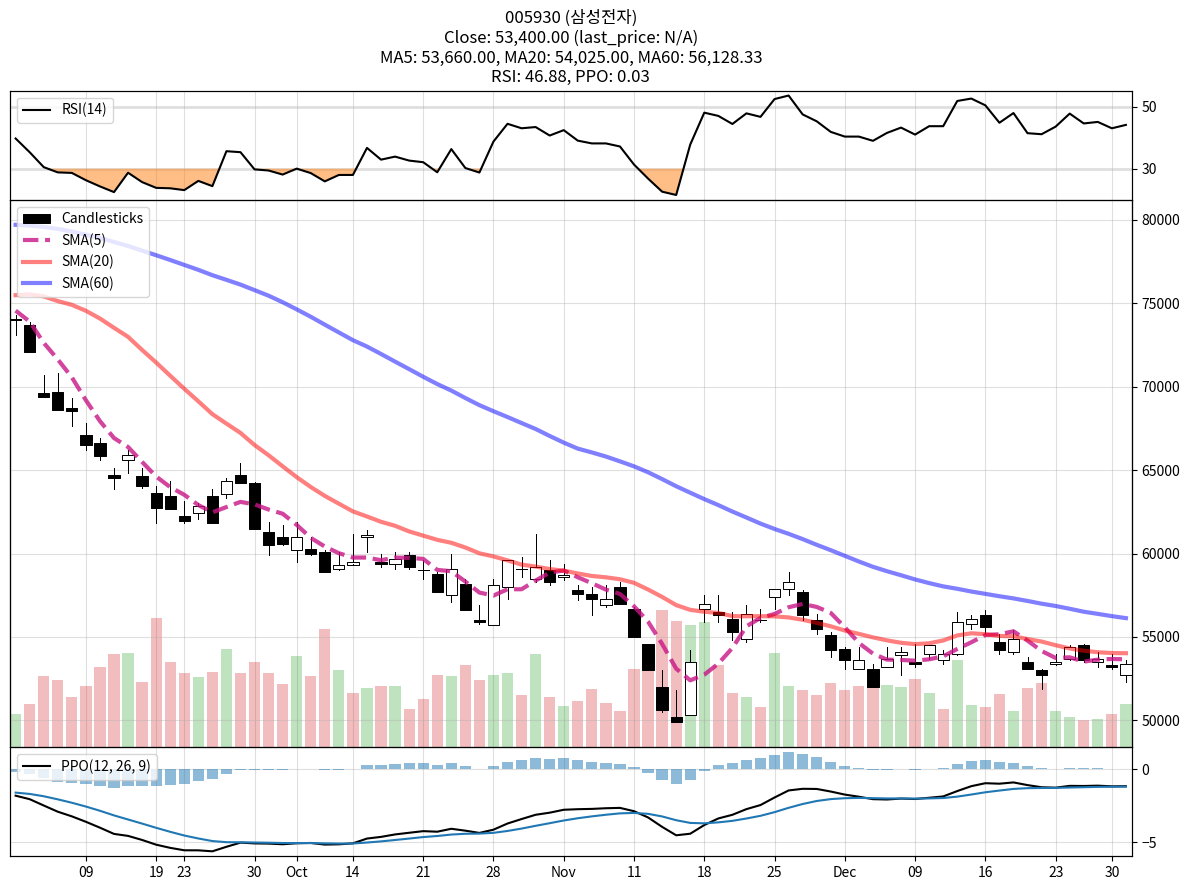 005930 (삼성전자)
Close: 53,400.00 (last_price: N/A)
MA5: 53,660.00, MA20: 54,025.00, MA60: 56,128.33
RSI: 46.88, PPO: 0.03
RSI(14)
50
30
Candlesticks
SMA(5)
SMA(20)
SMA(60)
80000
75000
70000
65000
60000
55000
50000
PPO(12, 26, 9)
0
−5
09 19 23 30 Oct 14 21 28 Nov 11 18 25 Dec 09 16 23 30